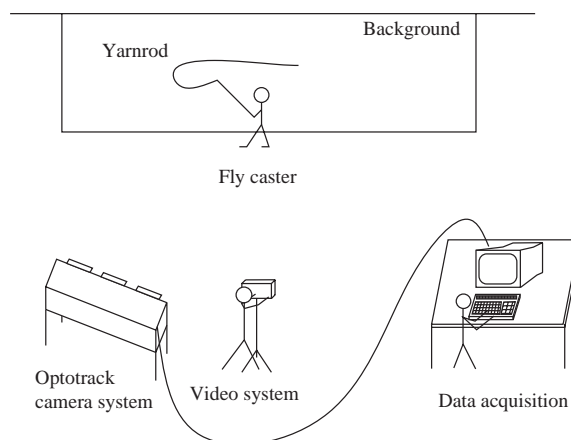 Background
Yarnrod
Fly caster
Optotrack
camera system
Video system
Data acquisition